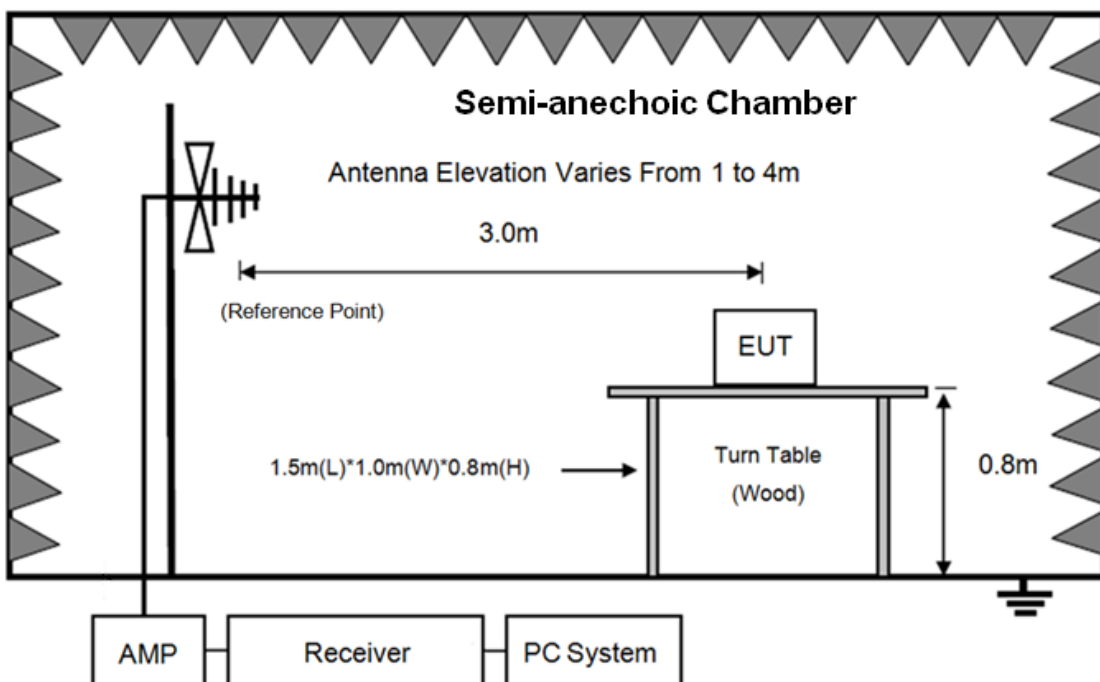 Semi-anechoic Chamber
Antenna Elevation Varies From 1 to 4m
3.0m
(Reference Point)
EUT
1.5m(L)*1.0m(W)*0.8m(H)
Turn Table
(Wood)
0.8m
AMP
Receiver
PC System